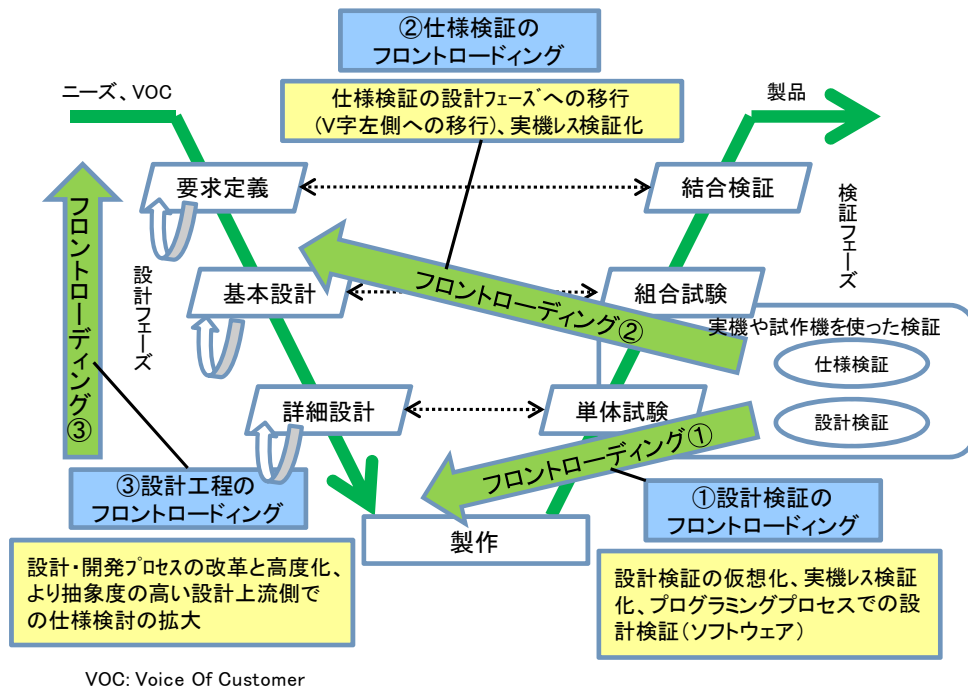 ②仕様検証の
フロントロードィング
ニーズ、VOC
製品
仕様検証の設計ﾌｪｰｽﾞへの移行
(V字左側への移行)、実機ﾚｽ検証化
要求定義
結合検証
検証フェーズ
フロントローディング③
設計フェーズ
基本設計
フロントローディング②
組合試験
実機や試作機を使った検証
仕様検証
詳細設計
単体試験
設計検証
フロントローディング①
③設計工程の
フロントロードィング
①設計検証の
フロントロードィング
製作
設計・開発ﾌﾟﾛｾｽの改革と高度化、
より抽象度の高い設計上流側で
の仕様検討の拡大
設計検証の仮想化、実機ﾚｽ検証
化、プログラミングプロセスでの設
計検証(ソフトウェア)
VOC: Voice Of Customer